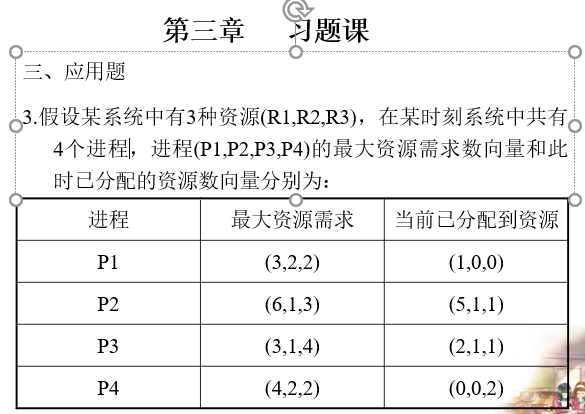 第三章 习题课
三、应用题
3.假设某系统中有3种资源(R1,R2,R3)，在某时刻系统中共有
4个进程，进程(P1,P2,P3,P4)的最大资源需求数向量和此
时已分配的资源数向量分别为：
进程 最大资源需求 当前已分配到资源
P1 (3,2,2) (1,0,0)
P2 (6,1,3) (5,1,1)
P3 (3,1,4) (2,1,1)
P4 (4,2,2) (0,0,2)